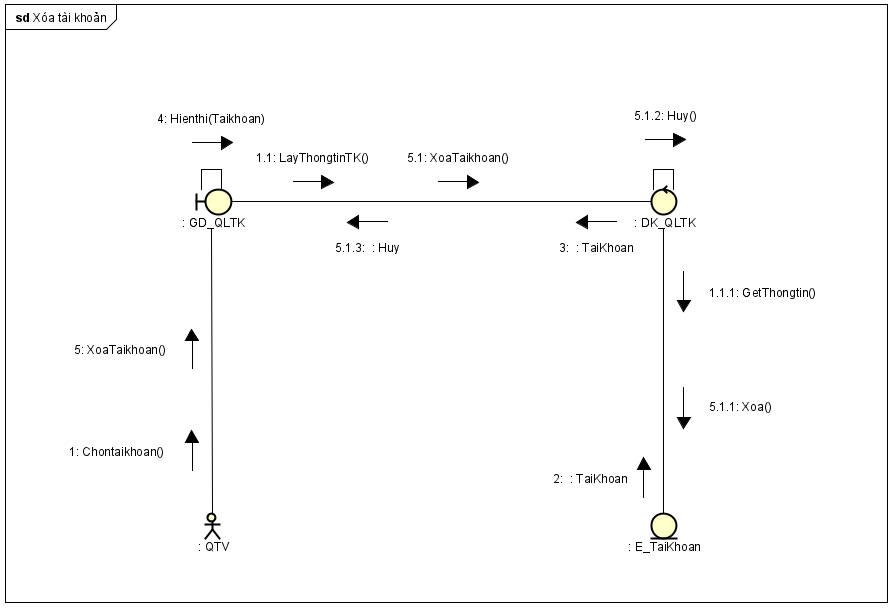 sd Xóa tài khoản
4: Hienthi(Taikhoan)
5.1.2: Huy()
1.1: LayThongtinTK()
5.1: XoaTaikhoan()
: GD_QLTK
: DK_QLTK
5.1.3: : Huy
3: : TaiKhoan
1.1.1: GetThongtin()
5: XoaTaikhoan()
5.1.1: Xoa()
1: Chontaikhoan()
2: : TaiKhoan
: QTV
: E_TaiKhoan